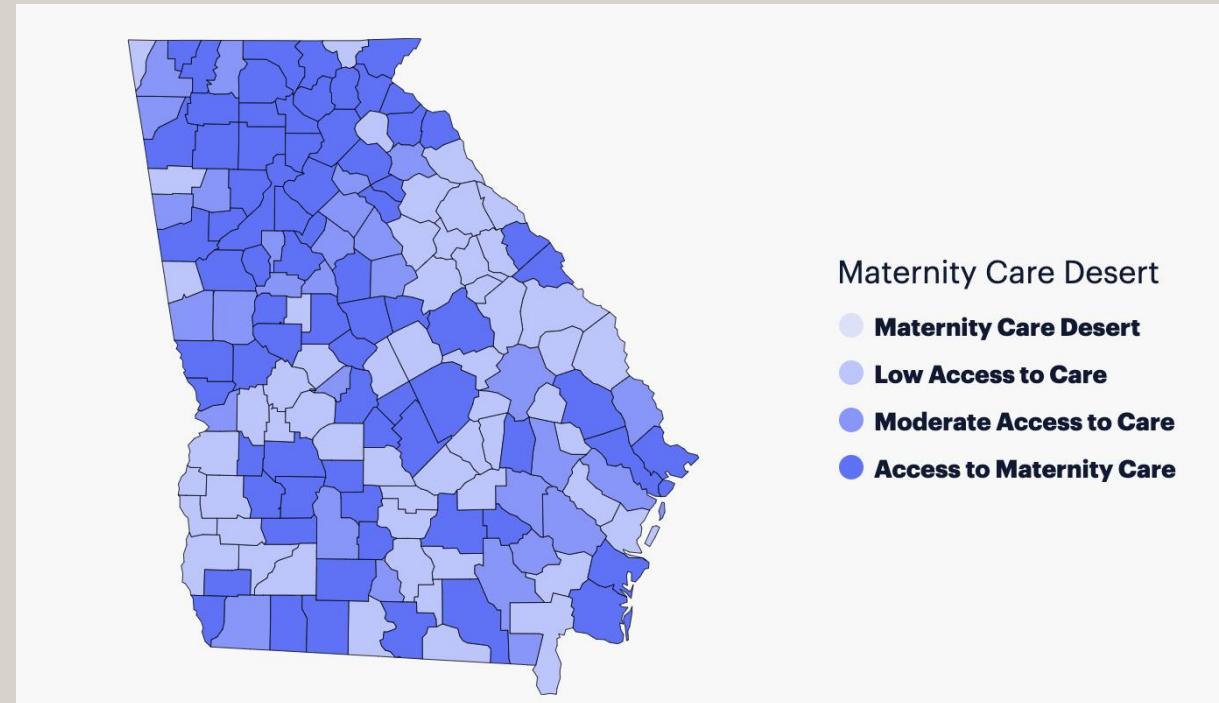 Maternity Care Desert
Maternity Care Desert
Low Access to Care
Moderate Access to Care
Access to Maternity Care